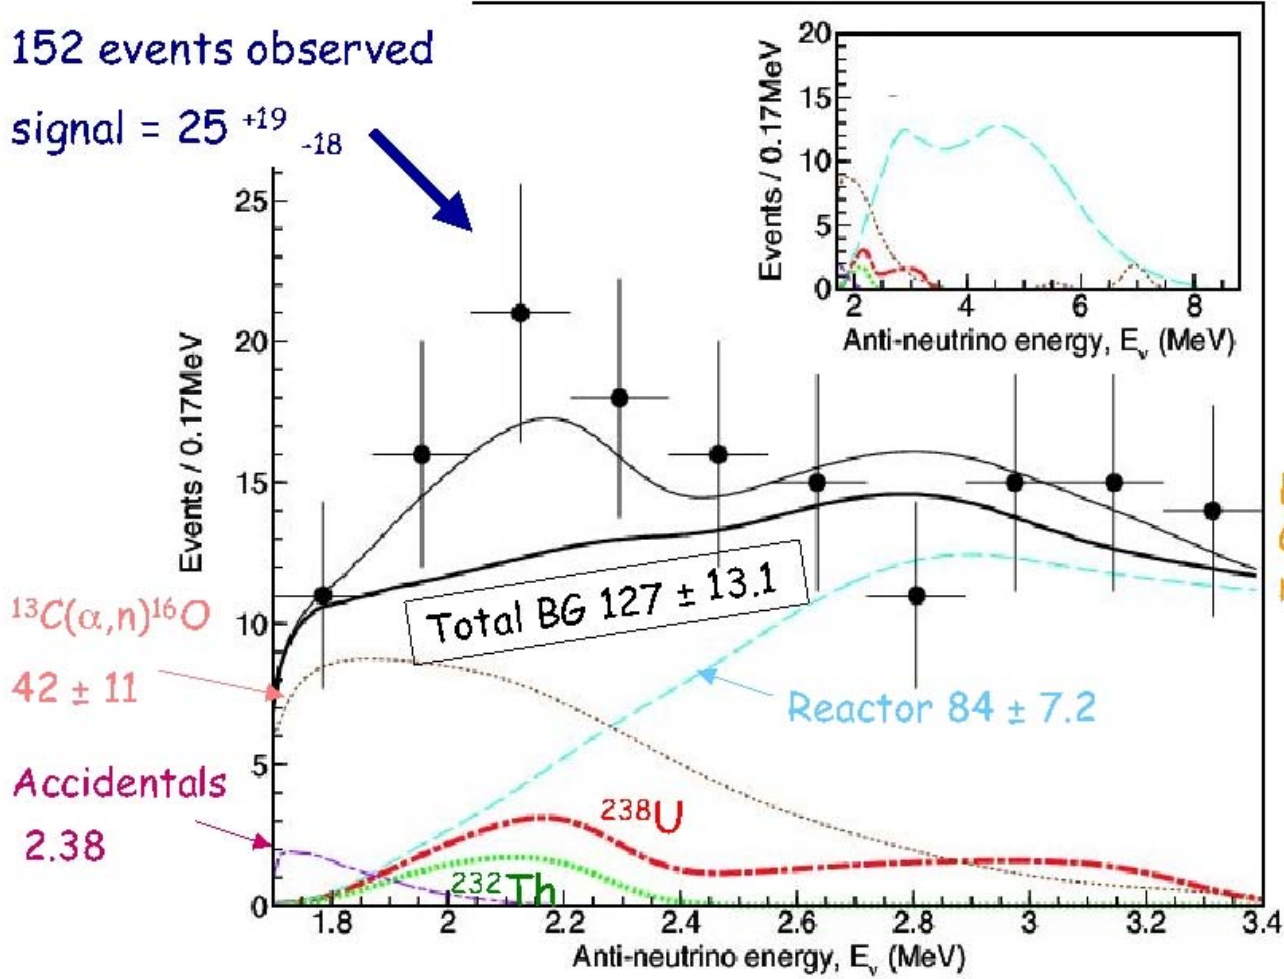 152 events observed
signal = 25 +19 -18
25
20
15
10
5
0
Events / 0.17MeV
20
15
10
5
0
Events / 0.17MeV
2 4 6 8
Anti-neutrino energy, Eν (MeV)
Total BG 127 ± 13.1
¹³C(α,n)¹⁶O
42 ± 11
Reactor 84 ± 7.2
Accidentals
2.38
²³⁸U
²³²Th
1.8 2 2.2 2.4 2.6 2.8 3 3.2 3.4
Anti-neutrino energy, Eν (MeV)